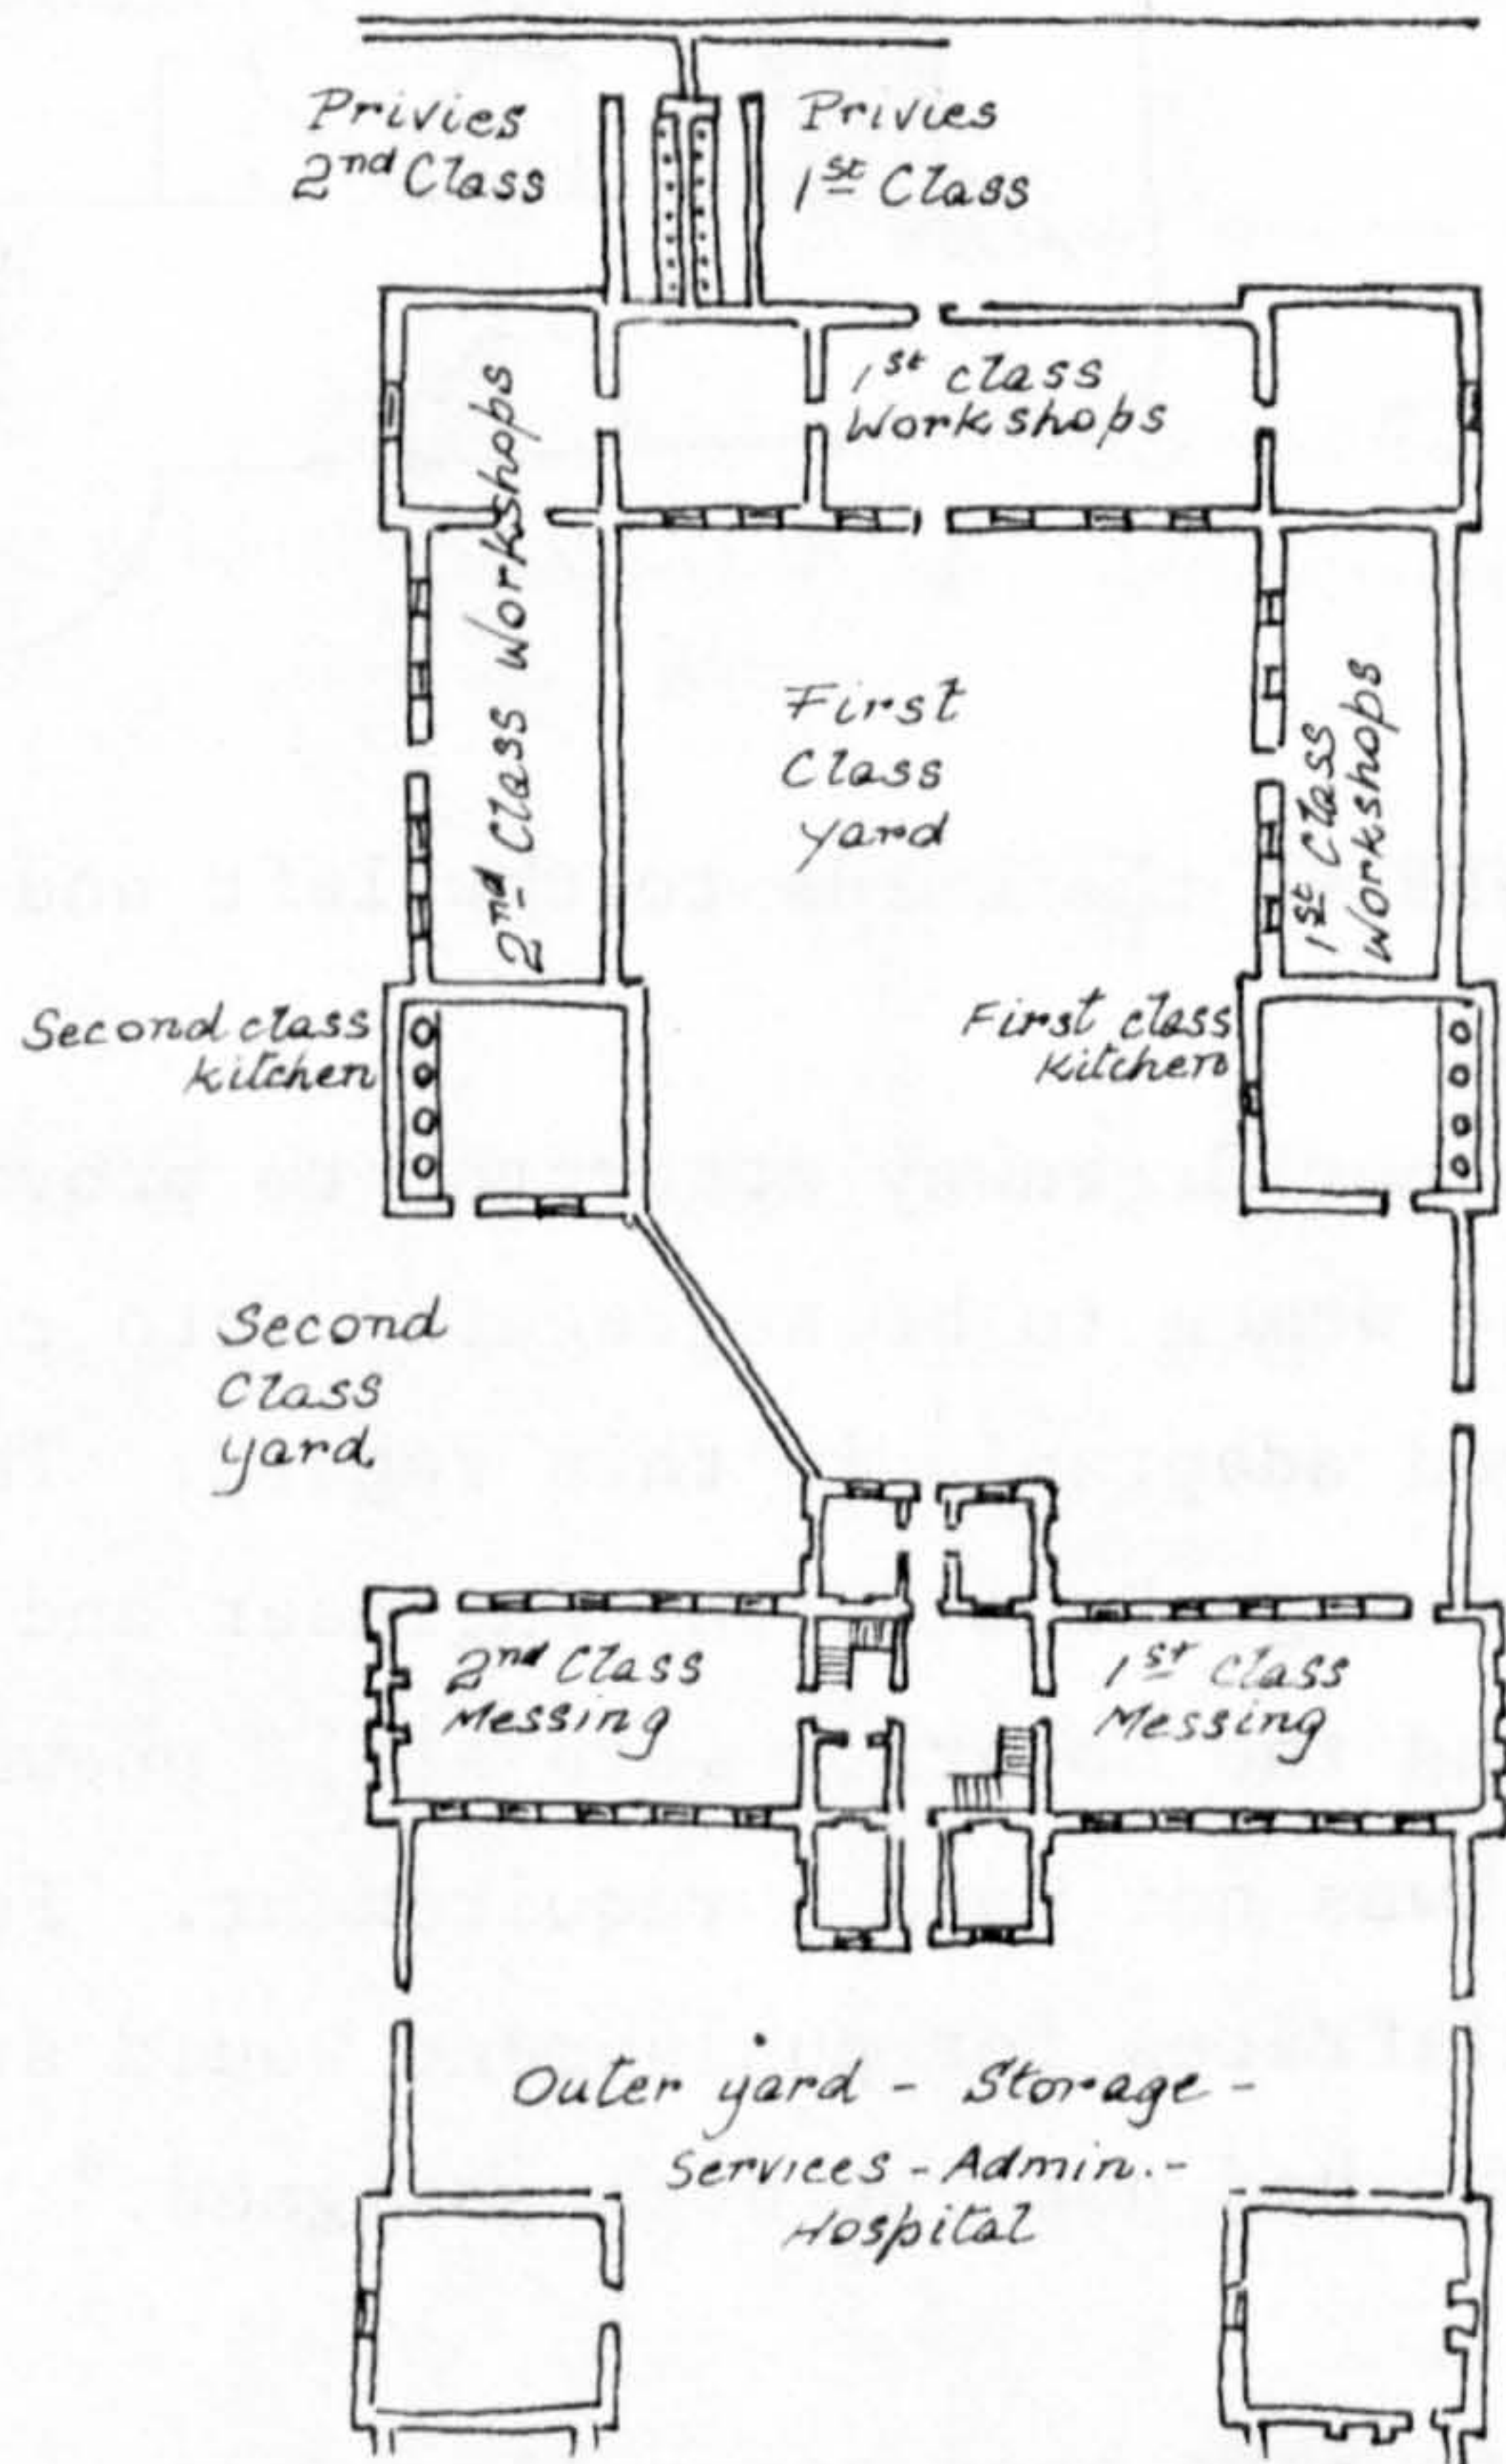 Privies
2nd Class
Privies
1st Class
1st class
Workshops
2nd Class Workshops
First
Class
yard
1st Class
Workshops
Second class
kitchen
First class
kitchen
Second
Class
yard.
2nd Class
Messing
1st Class
Messing
Outer yard - Storage -
Services - Admin. -
Hospital